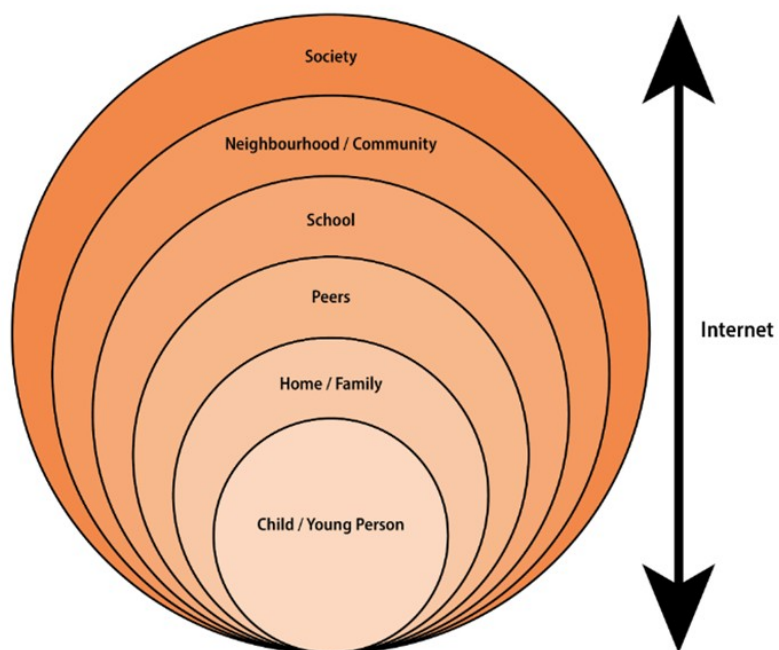 Society
Neighbourhood / Community
School
Peers
Internet
Home / Family
Child / Young Person